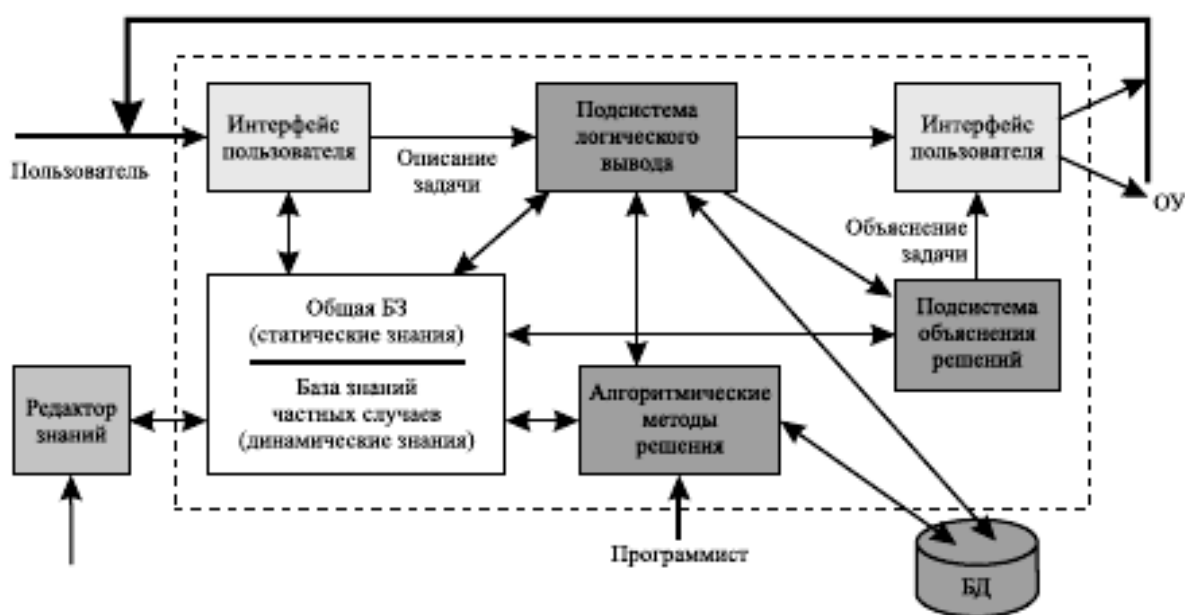 Интерфейс
пользователя
Подсистема
логического
вывода
Интерфейс
пользователя
Пользователь
Описание
задачи
ОУ
Объяснение
задачи
Общая БЗ
(статические знания)
База знаний
частных случаев
(динамические знания)
Подсистема
объяснения
решений
Редактор
знаний
Алгоритмические
методы
решения
Программист
БД